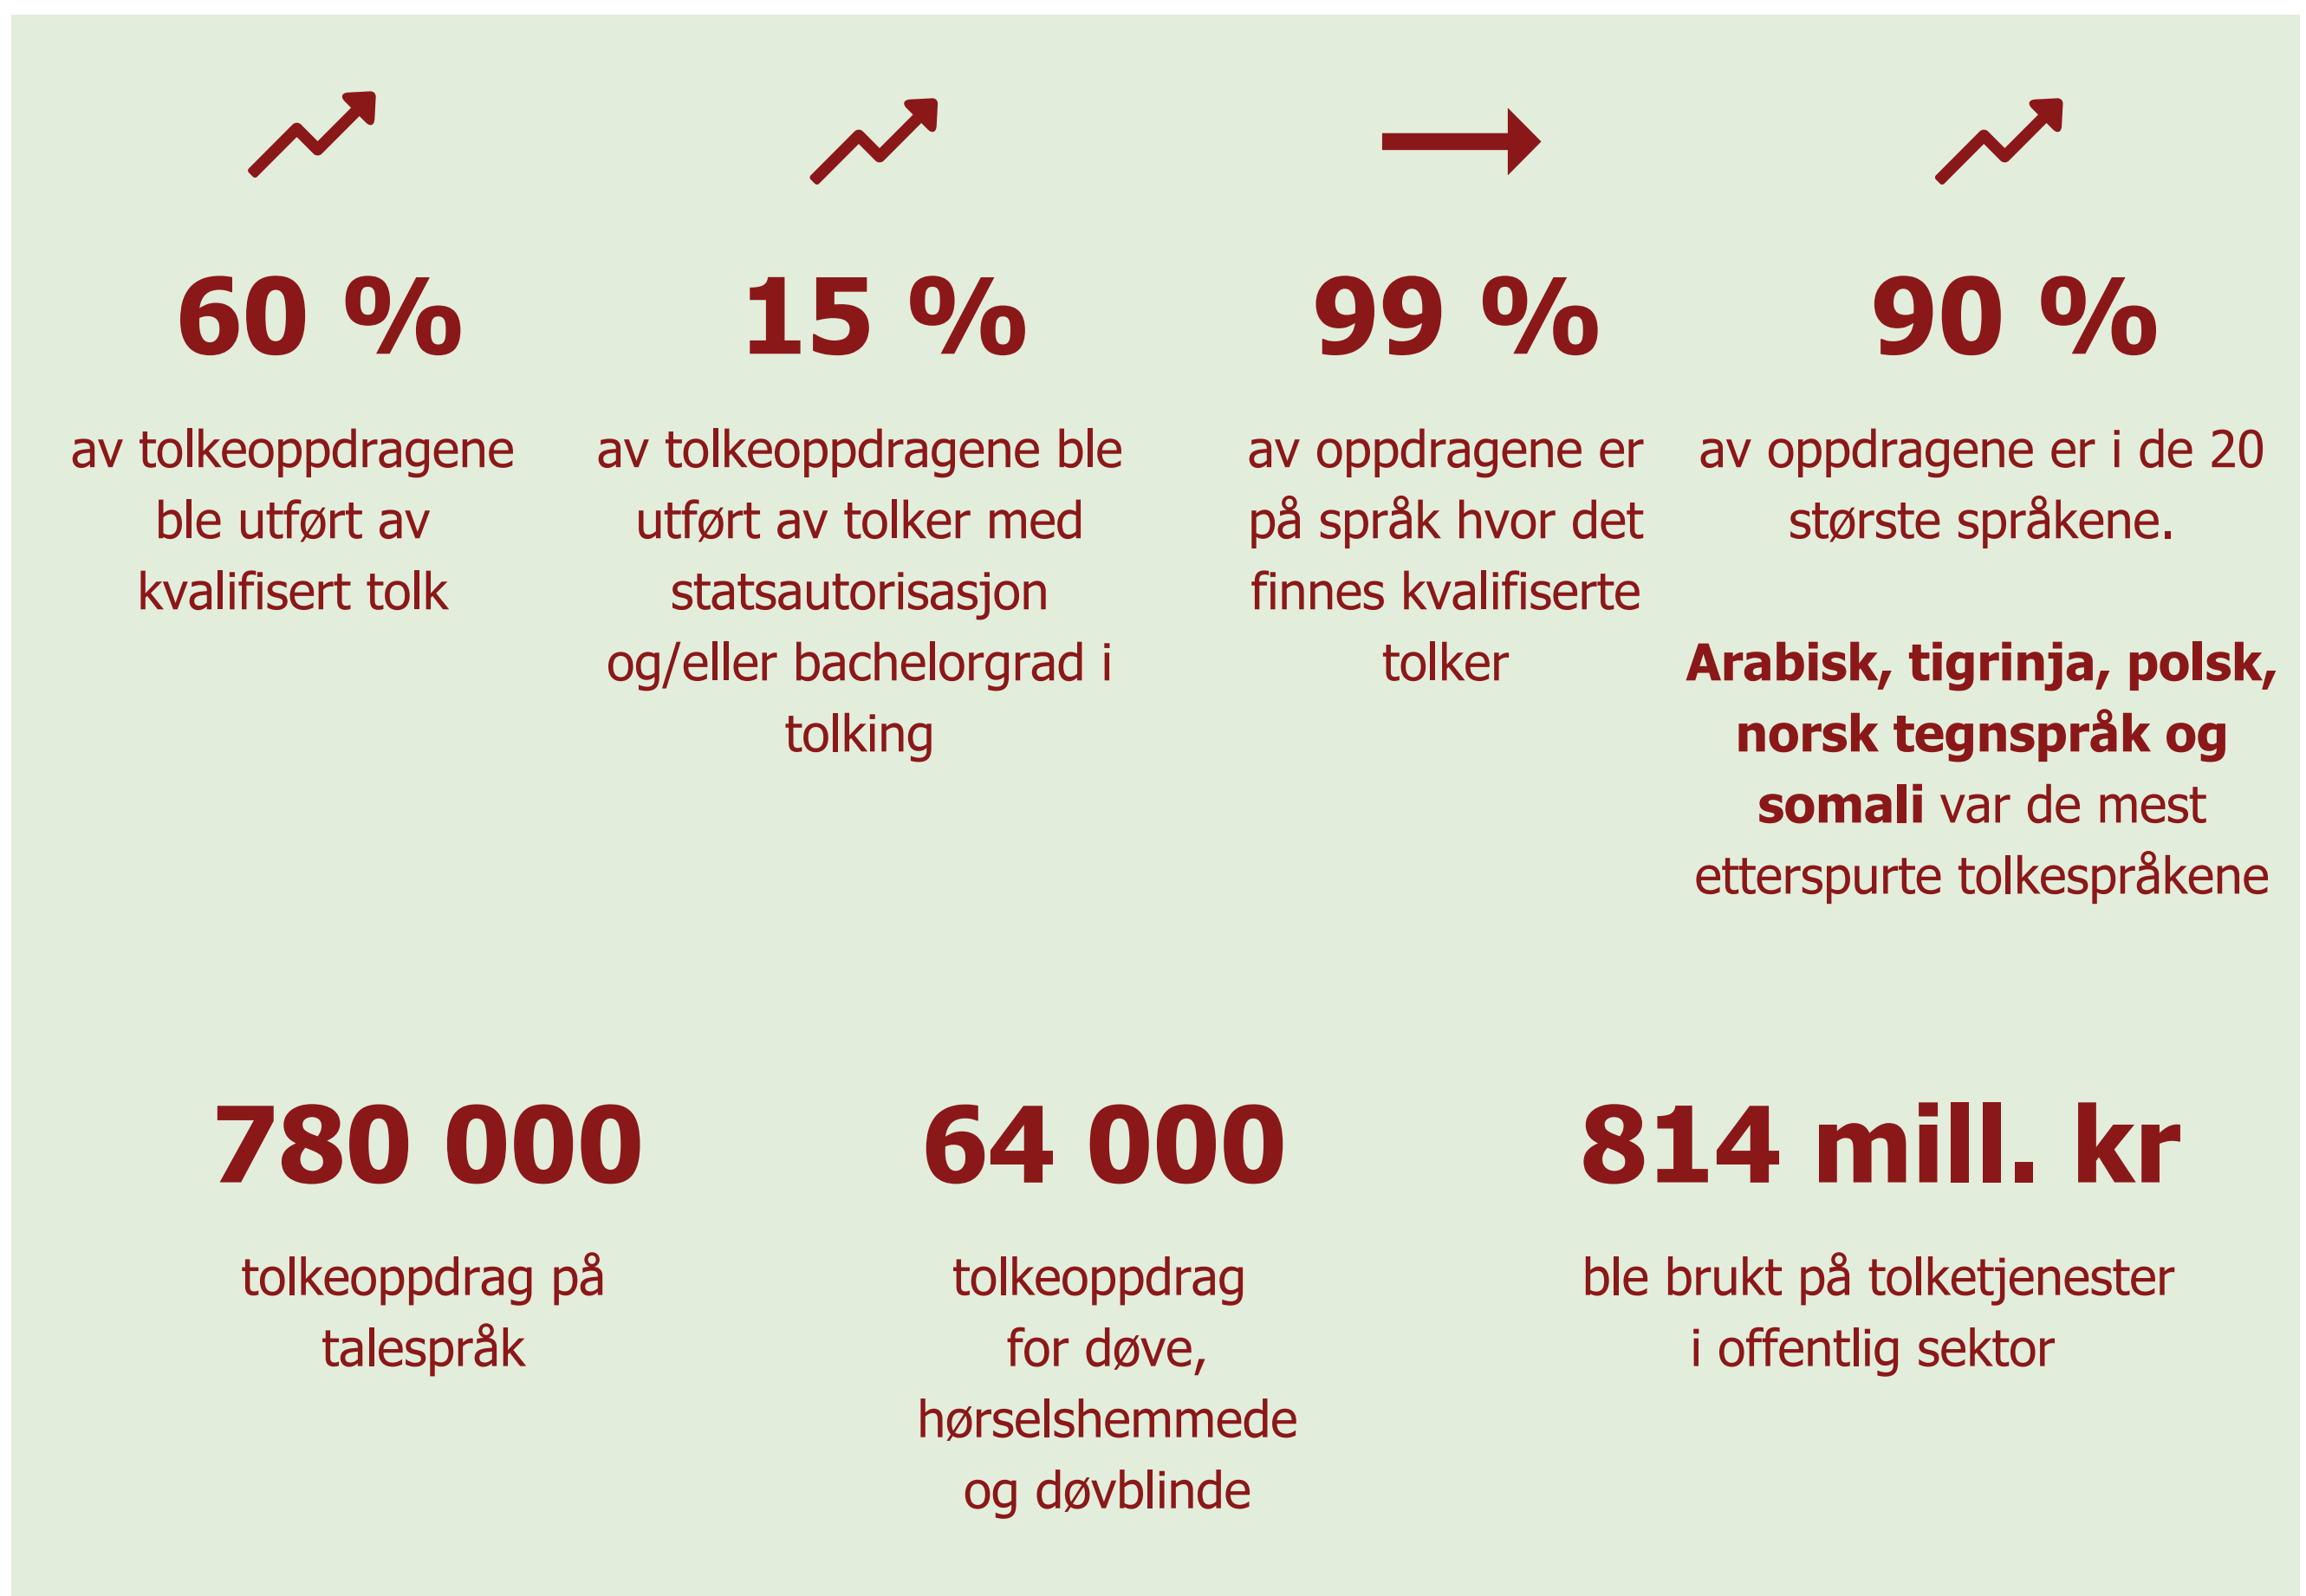 60 %
av tolkeoppdragene
ble utført av
kvalifisert tolk
15 %
av tolkeoppdragene ble
utført av tolker med
statsautorisasjon
og/eller bachelorgrad i
tolking
99 %
av oppdragene er
på språk hvor det
finnes kvalifiserte
tolker
90 %
av oppdragene er i de 20
største språkene.
Arabisk, tigrinja, polsk,
norsk tegnspråk og
somali var de mest
etterspurte tolkespråkene
780 000
tolkeoppdrag på
talespråk
64 000
tolkeoppdrag
for døve,
hørselshemmede
og døvblinde
814 mill. kr
ble brukt på tolketjenester
i offentlig sektor